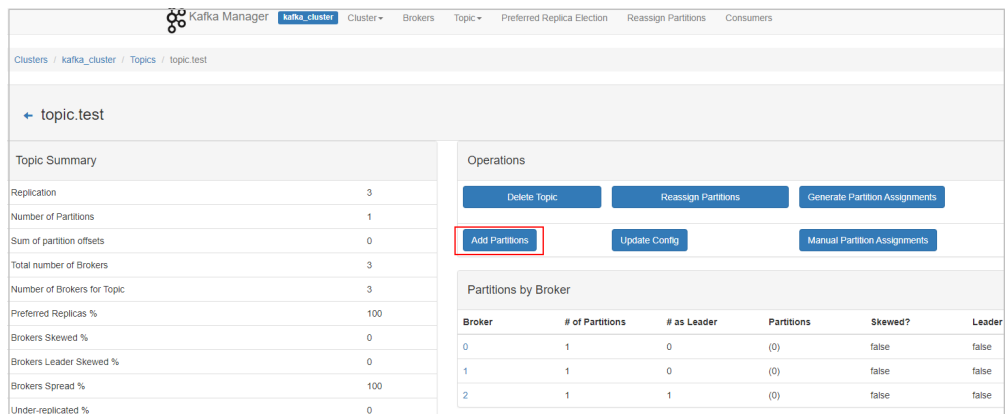 Kafka Manager kafka_cluster Cluster Brokers Topic Preferred Replica Election Reassign Partitions Consumers
Clusters / kafka_cluster / Topics / topic.test
← topic.test
Topic Summary
Replication 3
Number of Partitions 1
Sum of partition offsets 0
Total number of Brokers 3
Number of Brokers for Topic 3
Preferred Replicas % 100
Brokers Skewed % 0
Brokers Leader Skewed % 0
Brokers Spread % 100
Under-replicated % 0
Operations
Delete Topic Reassign Partitions Generate Partition Assignments
Add Partitions Update Config Manual Partition Assignments
Partitions by Broker
Broker # of Partitions # as Leader Partitions Skewed? Leader
0 1 0 (0) false false
1 1 0 (0) false false
2 1 1 (0) false false